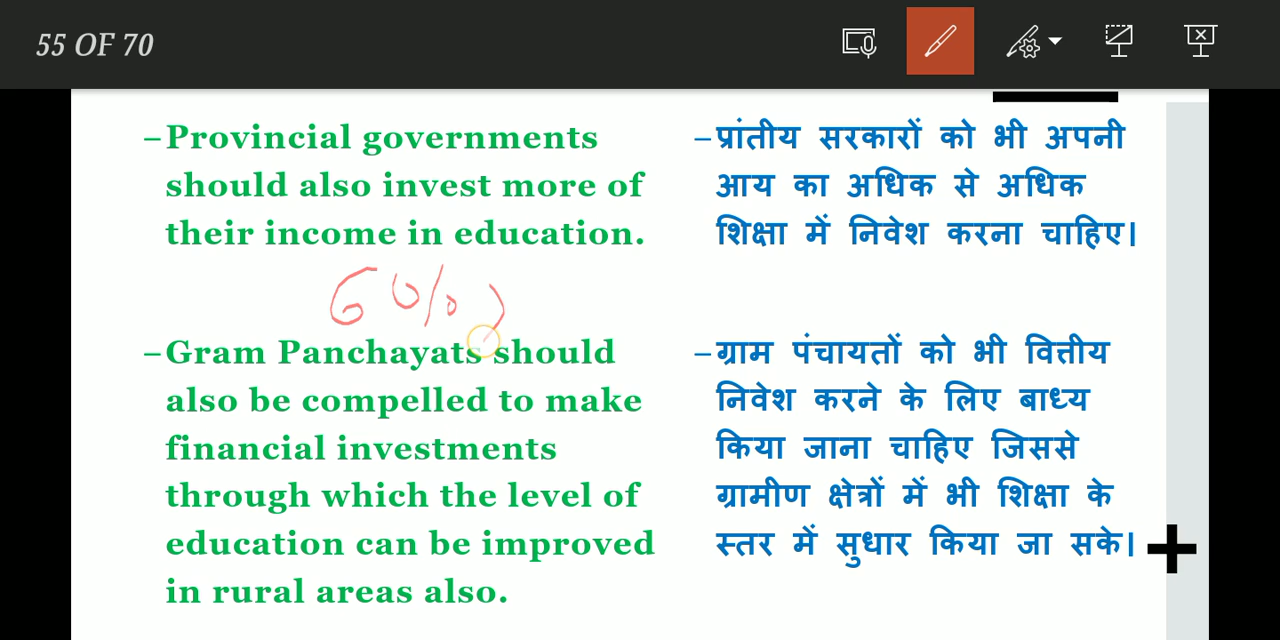 55 OF 70
–Provincial governments
should also invest more of
their income in education.
60%
–Gram Panchayats should
also be compelled to make
financial investments
through which the level of
education can be improved
in rural areas also.
–प्रांतीय सरकारों को भी अपनी
आय का अधिक से अधिक
शिक्षा में निवेश करना चाहिए।
–ग्राम पंचायतों को भी वित्तीय
निवेश करने के लिए बाध्य
किया जाना चाहिए जिससे
ग्रामीण क्षेत्रों में भी शिक्षा के
स्तर में सुधार किया जा सके।